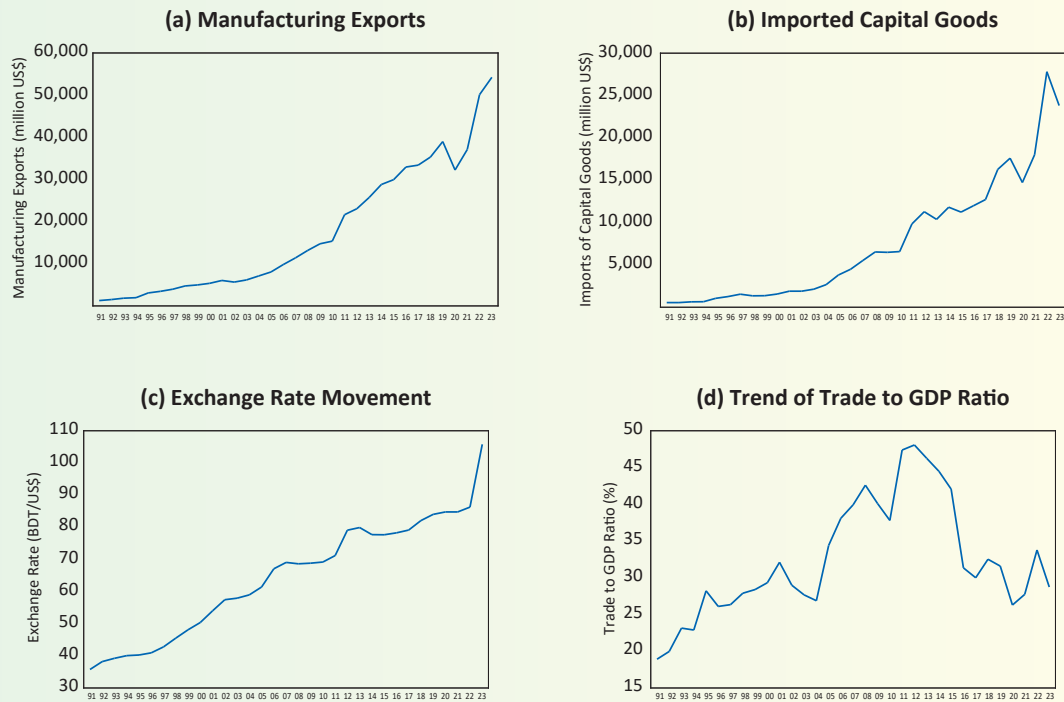 (a) Manufacturing Exports
Manufacturing Exports (million US$)
60,000
50,000
40,000
30,000
20,000
10,000
91 92 93 94 95 96 97 98 99 00 01 02 03 04 05 06 07 08 09 10 11 12 13 14 15 16 17 18 19 20 21 22 23
(b) Imported Capital Goods
Imports of Capital Goods (million US$)
30,000
25,000
20,000
15,000
10,000
5,000
91 92 93 94 95 96 97 98 99 00 01 02 03 04 05 06 07 08 09 10 11 12 13 14 15 16 17 18 19 20 21 22 23
(c) Exchange Rate Movement
Exchange Rate (BDT/US$)
110
100
90
80
70
60
50
40
30
91 92 93 94 95 96 97 98 99 00 01 02 03 04 05 06 07 08 09 10 11 12 13 14 15 16 17 18 19 20 21 22 23
(d) Trend of Trade to GDP Ratio
Trade to GDP Ratio (%)
50
45
40
35
30
25
20
15
91 92 93 94 95 96 97 98 99 00 01 02 03 04 05 06 07 08 09 10 11 12 13 14 15 16 17 18 19 20 21 22 23